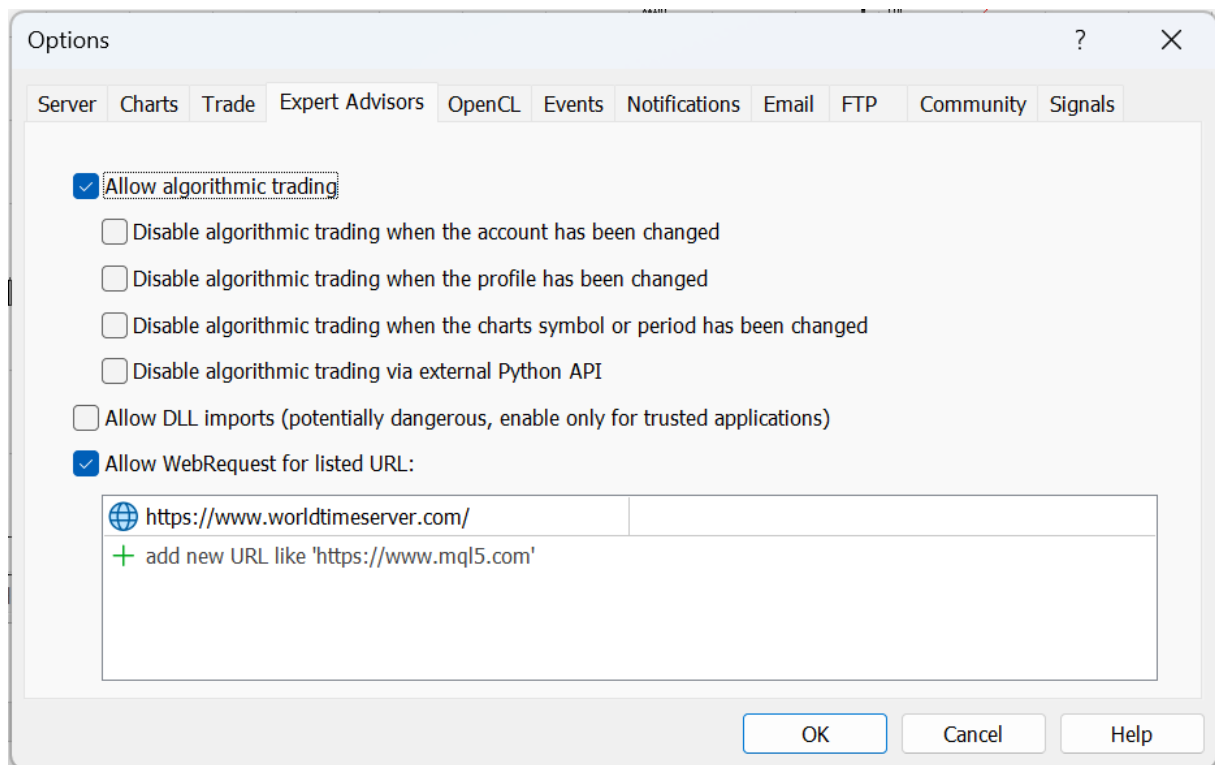 Options
Server Charts Trade Expert Advisors OpenCL Events Notifications Email FTP Community Signals
Allow algorithmic trading
Disable algorithmic trading when the account has been changed
Disable algorithmic trading when the profile has been changed
Disable algorithmic trading when the charts symbol or period has been changed
Disable algorithmic trading via external Python API
Allow DLL imports (potentially dangerous, enable only for trusted applications)
Allow WebRequest for listed URL:
https://www.worldtimeserver.com/
add new URL like 'https://www.mql5.com'
OK Cancel Help